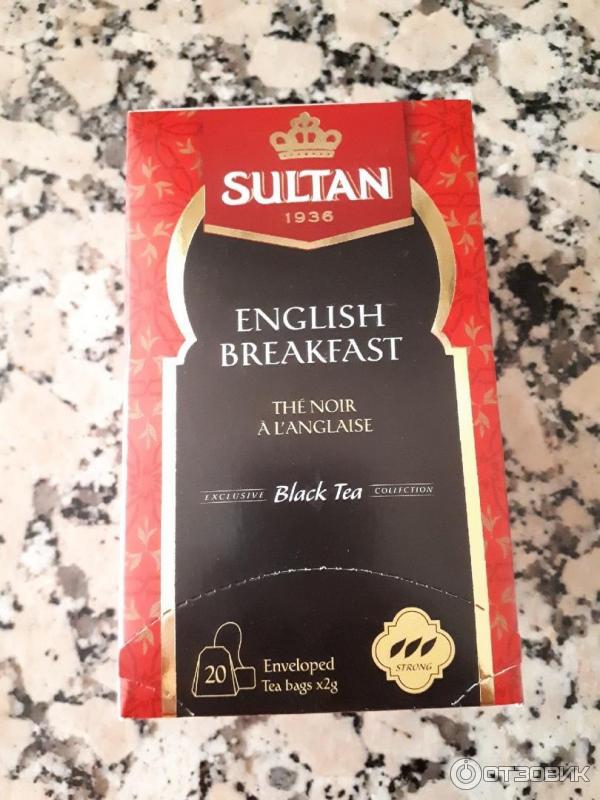 SULTAN
1936
ENGLISH
BREAKFAST
THÉ NOIR
À L'ANGLAISE
EXCLUSIVE Black Tea COLLECTION
20
Enveloped
Tea bags x2g
STRONG
ОТЗОВИК